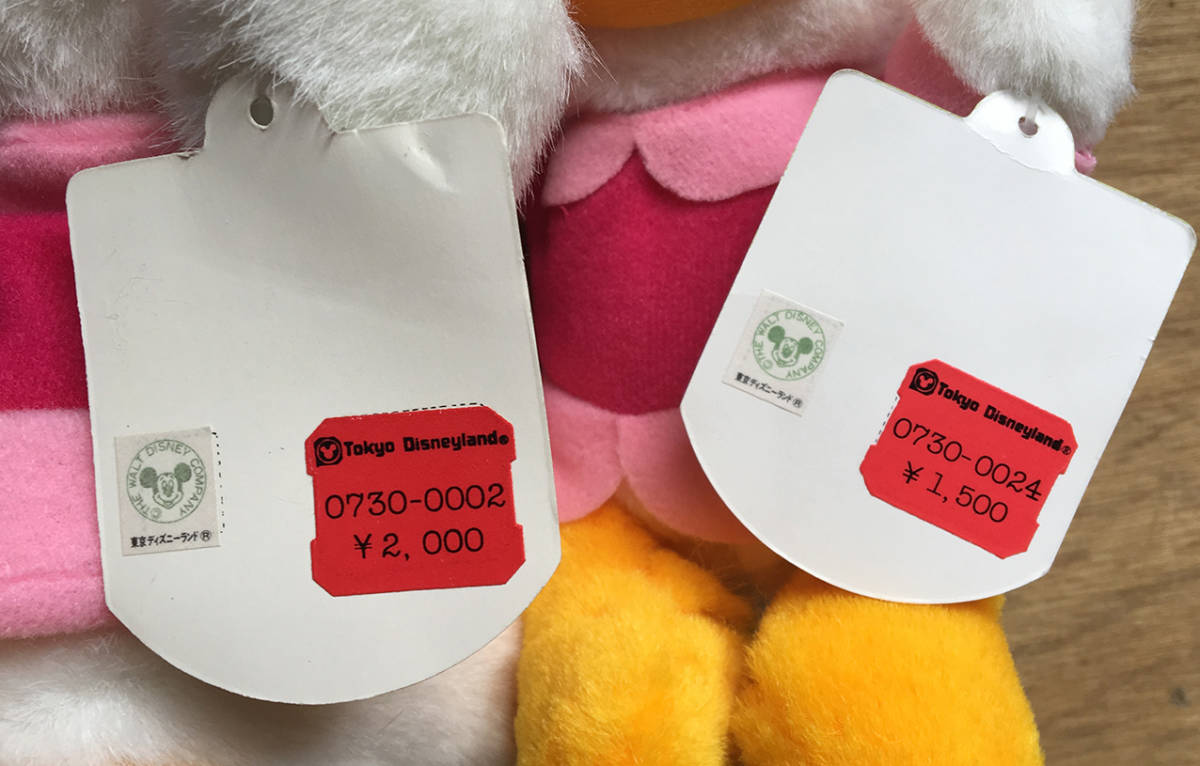 ©THE WALT DISNEY COMPANY
東京ディズニーランド®
Tokyo Disneyland®
0730-0002
¥2,000
©THE WALT DISNEY COMPANY
東京ディズニーランド®
Tokyo Disneyland®
0730-0024
¥1,500